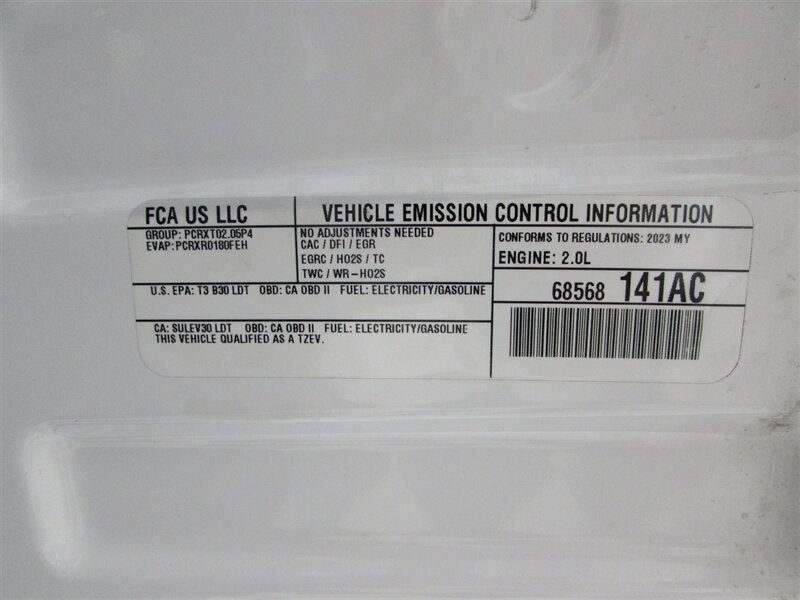 FCA US LLC
VEHICLE EMISSION CONTROL INFORMATION
GROUP: PCRXT02.05P4
EVAP: PCRXR0180FEH
NO ADJUSTMENTS NEEDED
CAC / DFI / EGR
EGRC / HO2S / TC
TWC / WR-HO2S
CONFORMS TO REGULATIONS: 2023 MY
ENGINE: 2.0L
U.S. EPA: T3 B30 LDT OBD: CA OBD II FUEL: ELECTRICITY/GASOLINE
68568 141AC
CA: SULEV30 LDT OBD: CA OBD II FUEL: ELECTRICITY/GASOLINE
THIS VEHICLE QUALIFIED AS A TZEV.